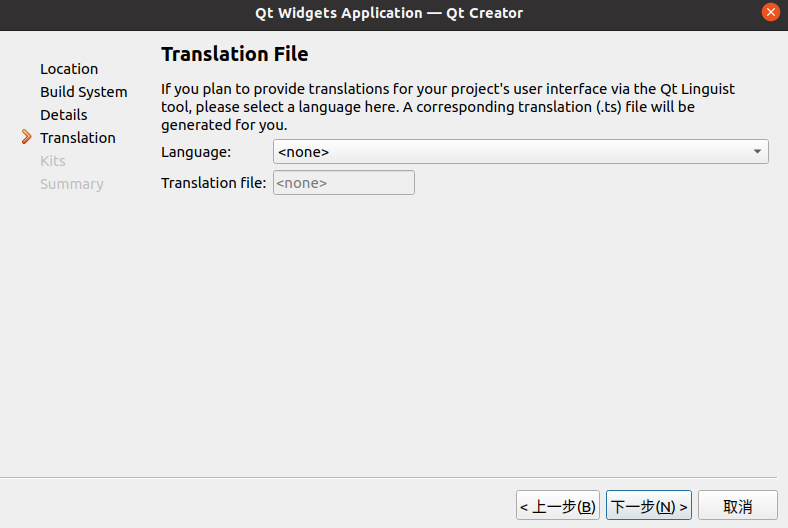 Qt Widgets Application — Qt Creator
Location
Build System
Details
Translation
Kits
Summary
Translation File
If you plan to provide translations for your project's user interface via the Qt Linguist
tool, please select a language here. A corresponding translation (.ts) file will be
generated for you.
Language: <none>
Translation file: <none>
< 上一步(B) 下一步(N) > 取消